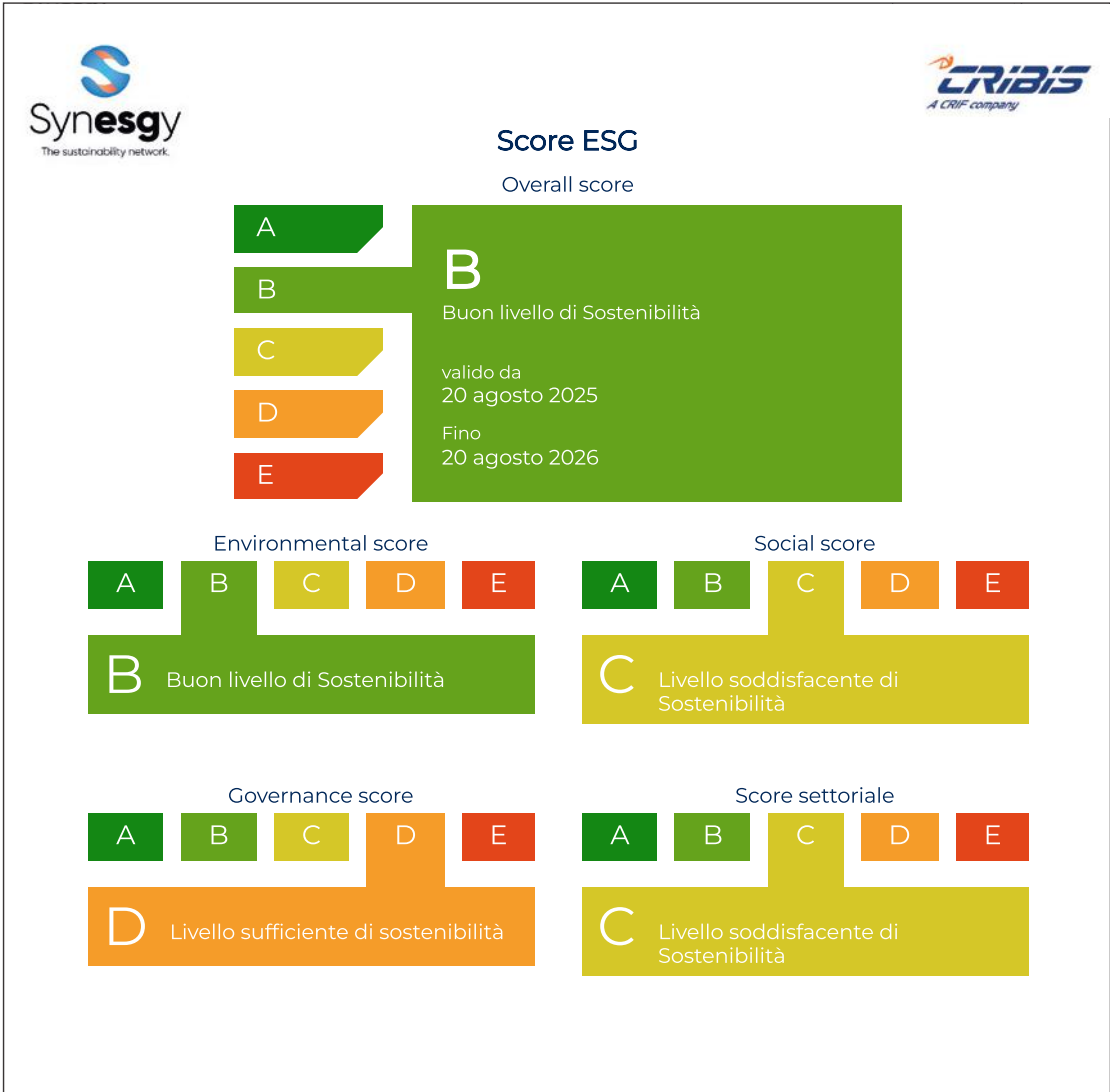 Synesgy
The sustainability network.
CRIBIS
A CRIF company
Score ESG
Overall score
A
B
C
D
E
B
Buon livello di Sostenibilità
valido da
20 agosto 2025
Fino
20 agosto 2026
Environmental score
A B C D E
B Buon livello di Sostenibilità
Social score
A B C D E
C Livello soddisfacente di
Sostenibilità
Governance score
A B C D E
D Livello sufficiente di sostenibilità
Score settoriale
A B C D E
C Livello soddisfacente di
Sostenibilità